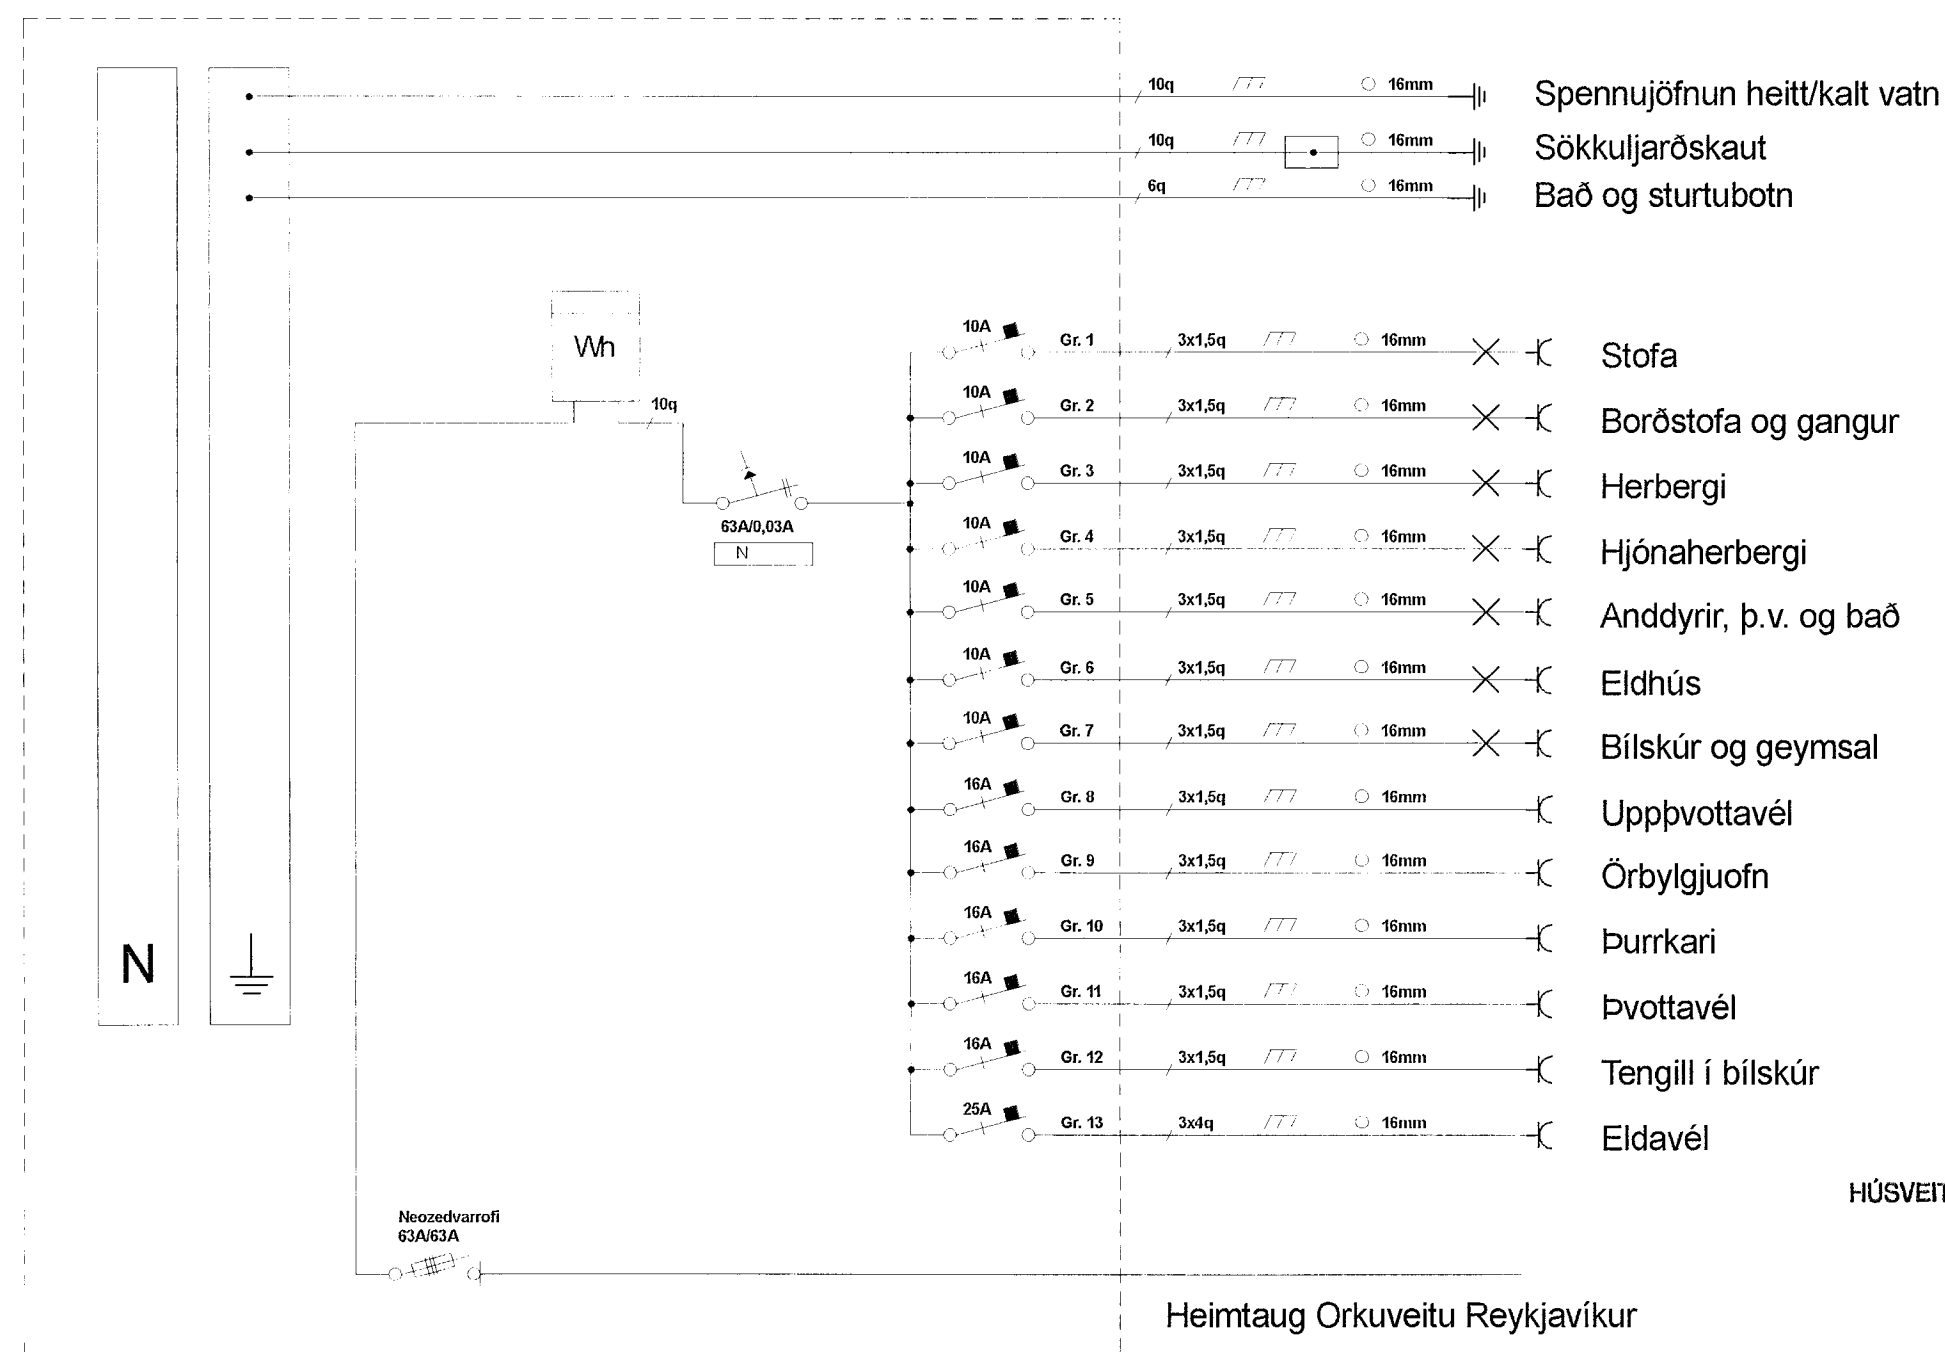 10q 16mm Spennujöfnun heitt/kalt vatn
10q 16mm Sökkuljarðskaut
6q 16mm Bað og sturtubotn
Wh
10q
63A/0,03A
N
10A Gr. 1 3x1,5q 16mm Stofa
10A Gr. 2 3x1,5q 16mm Borðstofa og gangur
10A Gr. 3 3x1,5q 16mm Herbergi
10A Gr. 4 3x1,5q 16mm Hjónaherbergi
10A Gr. 5 3x1,5q 16mm Anddyrir, þ.v. og bað
10A Gr. 6 3x1,5q 16mm Eldhús
10A Gr. 7 3x1,5q 16mm Bílskúr og geymsal
16A Gr. 8 3x1,5q 16mm Uppþvottavél
16A Gr. 9 3x1,5q 16mm Örbylgjuofn
16A Gr. 10 3x1,5q 16mm Þurrkari
16A Gr. 11 3x1,5q 16mm Þvottavél
16A Gr. 12 3x1,5q 16mm Tengill í bílskúr
25A Gr. 13 3x4q 16mm Eldavél
N
HÚSVEIT
Neozedvarrofi
63A/63A
Heimtaug Orkuveitu Reykjavíkur